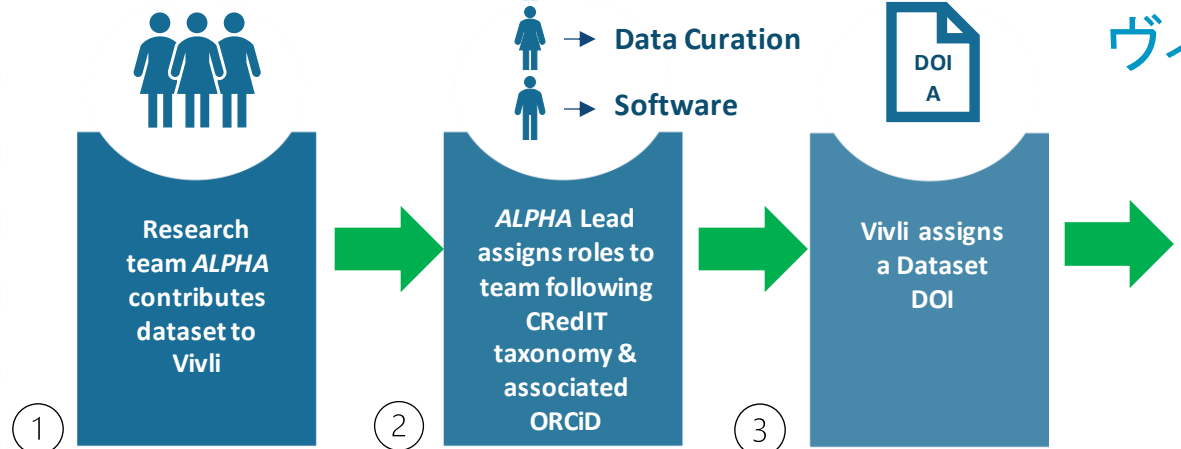 Data Curation
Software
DOI
A
ヴィ
Research
team ALPHA
contributes
dataset to
Vivli
1
ALPHA Lead
assigns roles to
team following
CRedIT
taxonomy &
associated
ORCiD
2
Vivli assigns
a Dataset
DOI
3